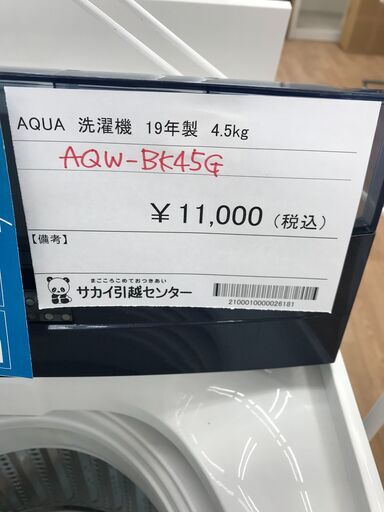 AQUA 洗濯機 19年製 4.5kg
AQW-BK45G
¥11,000(税込)
【備考】
まごころこめておつきあい
サカイ引越センター
2100010000026181